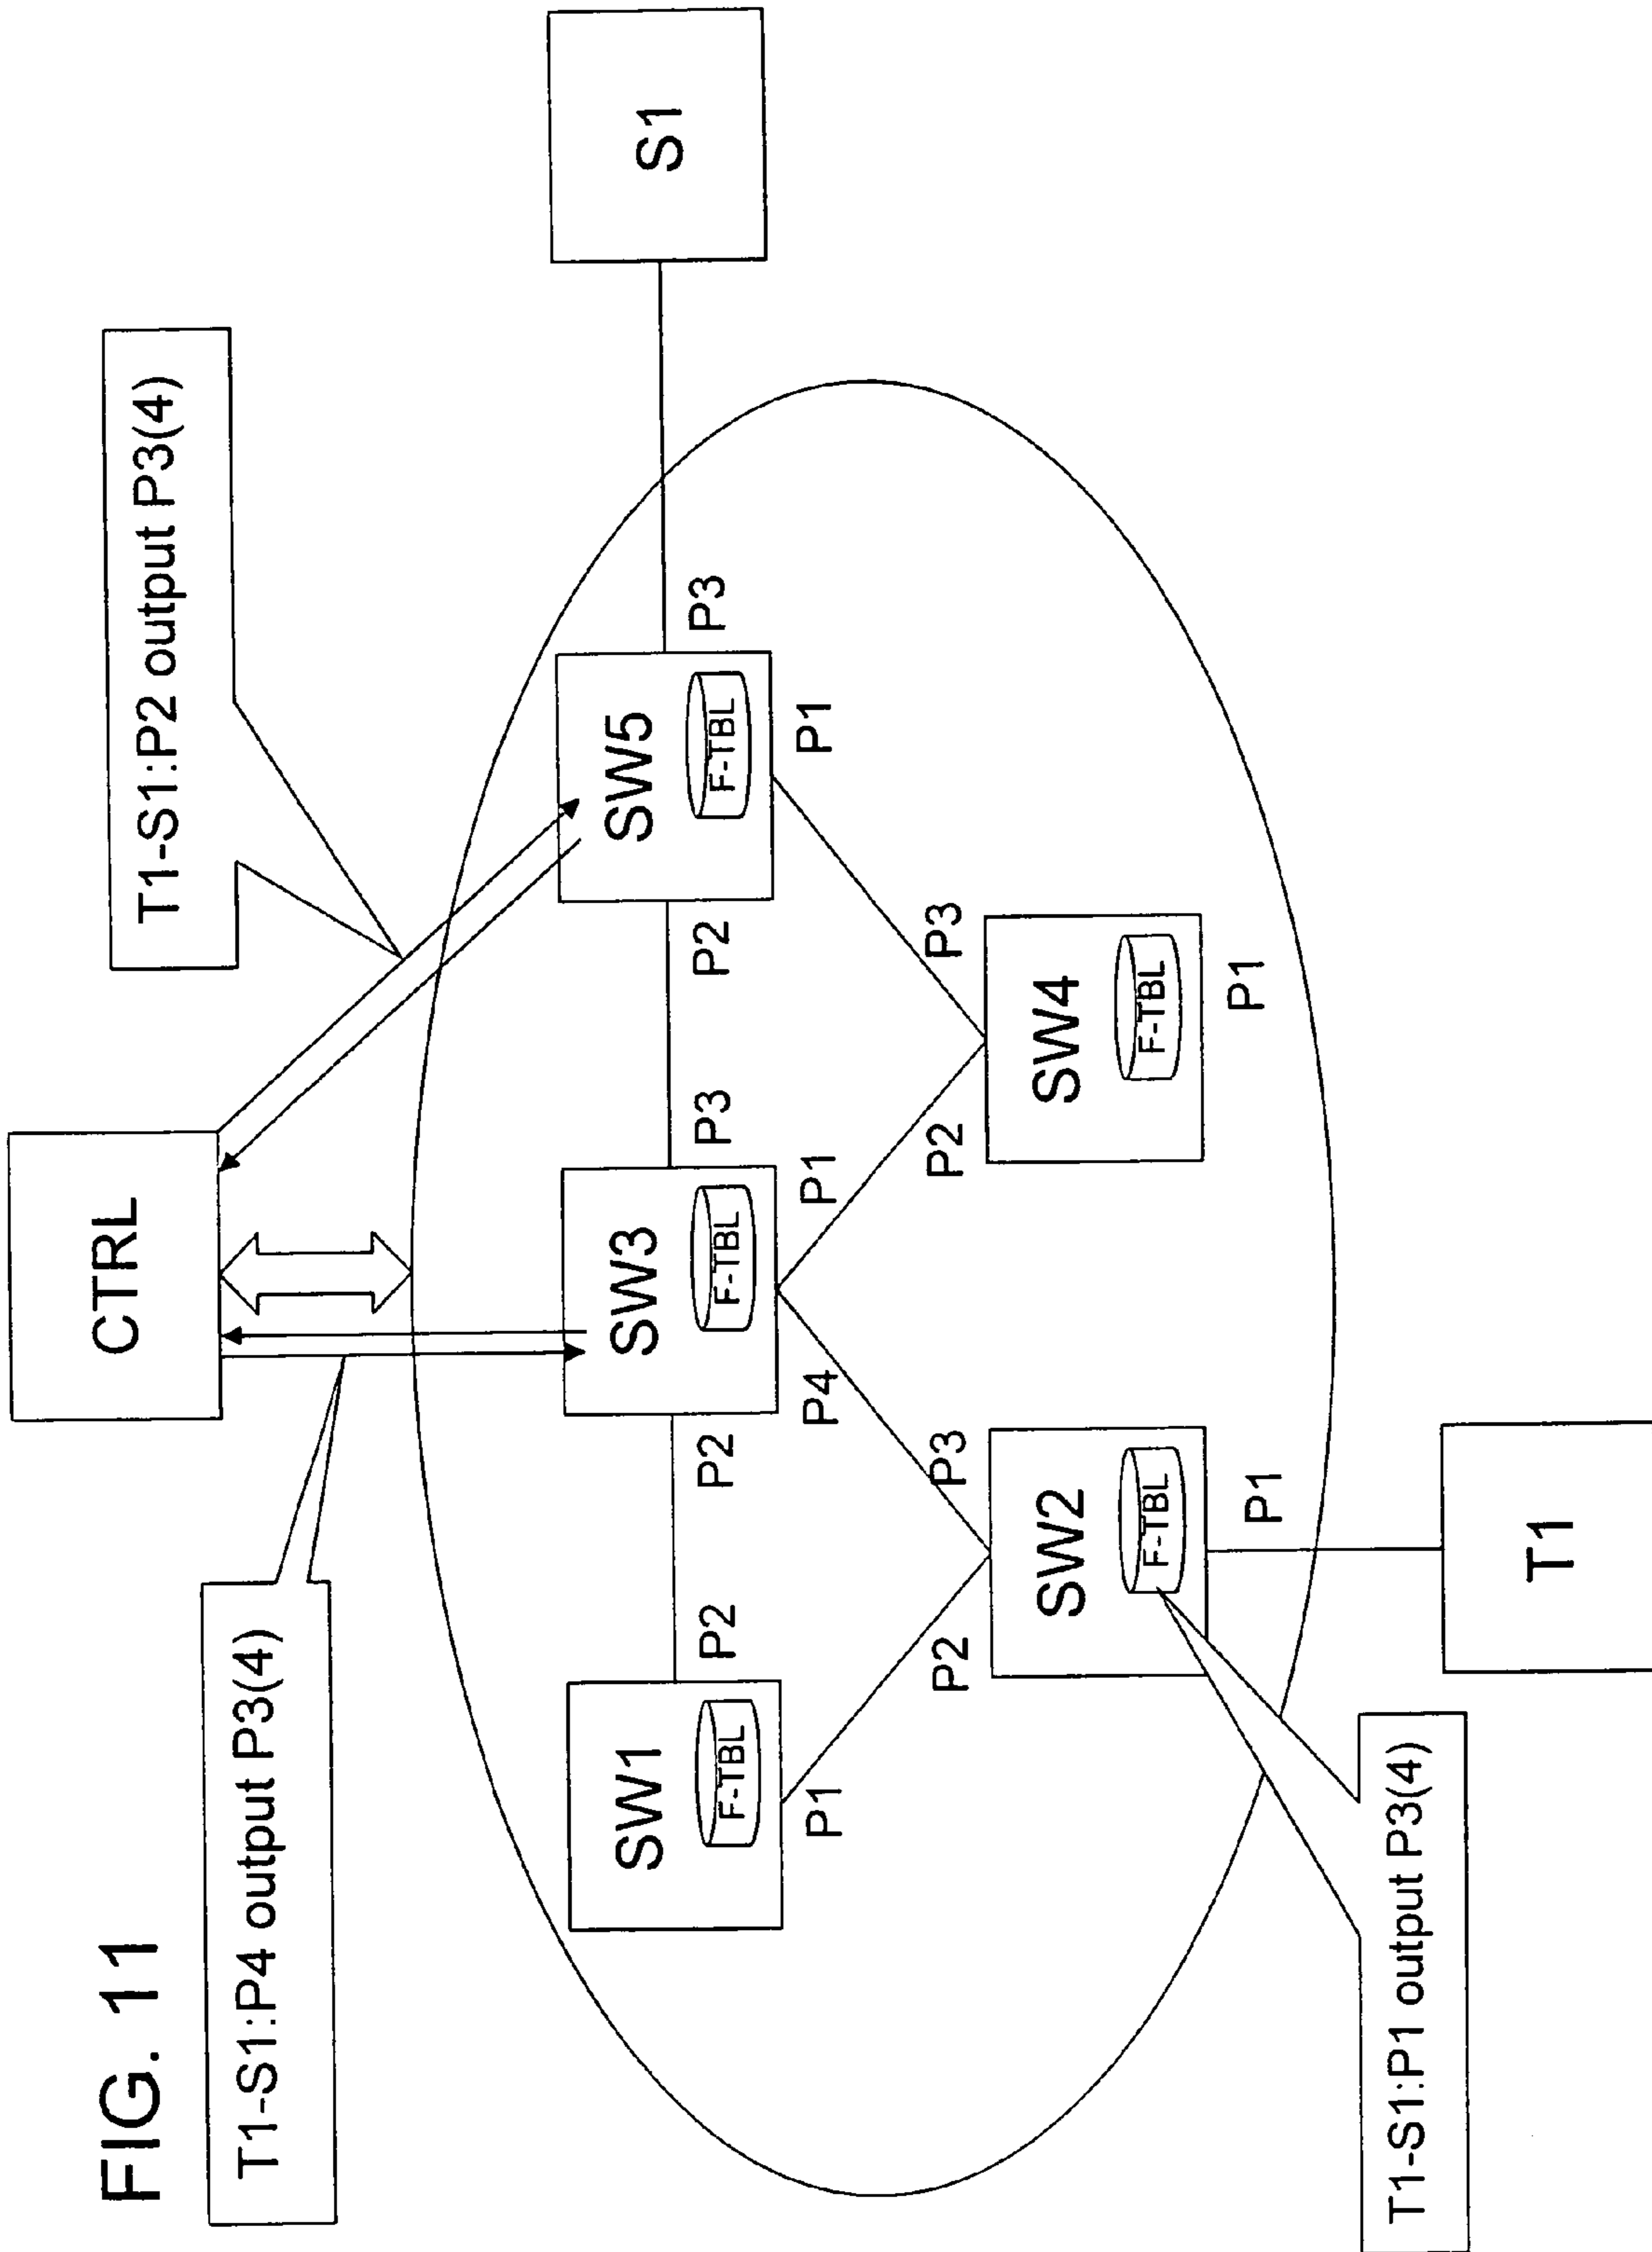 FIG. 11
T1-S1:P4 output P3(4)
CTRL
T1-S1:P2 output P3(4)
SW1
F-TBL
P1
P2
SW3
F-TBL
P2
P4
P1
P3
SW5
F-TBL
P2
P1
P3
S1
SW2
F-TBL
P2
P3
P1
SW4
F-TBL
P2
P3
P1
T1-S1:P1 output P3(4)
T1